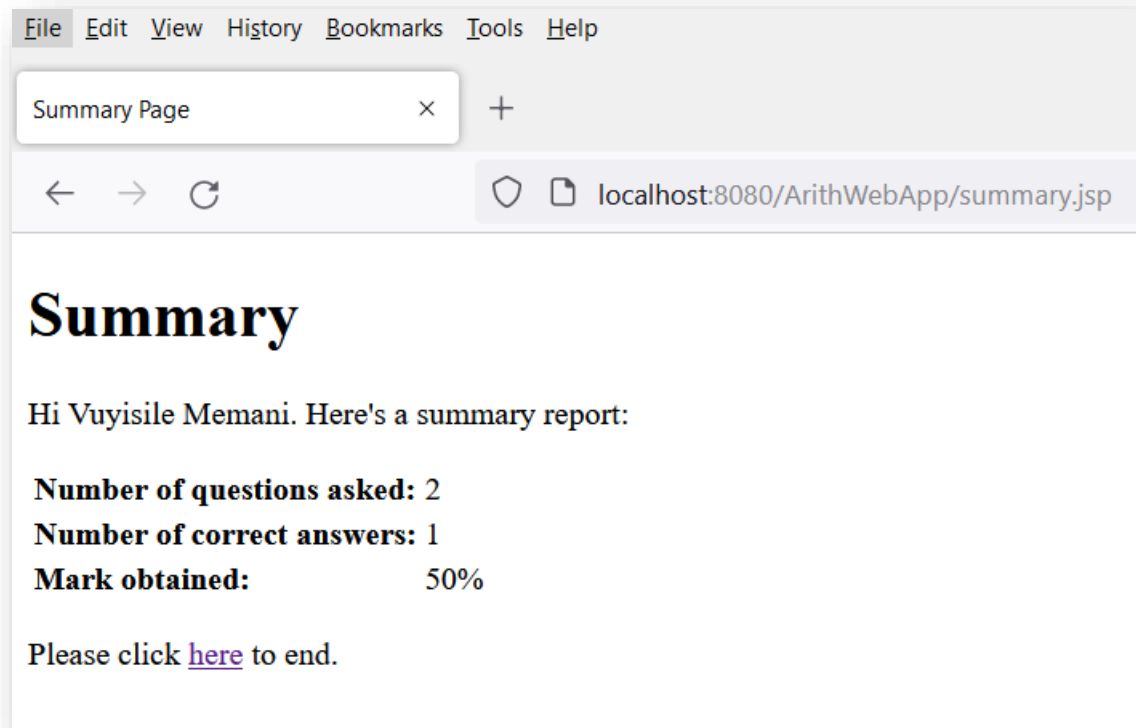 File Edit View History Bookmarks Tools Help
Summary Page
localhost:8080/ArithWebApp/summary.jsp
Summary
Hi Vuyisile Memani. Here's a summary report:
Number of questions asked: 2
Number of correct answers: 1
Mark obtained: 50%
Please click here to end.